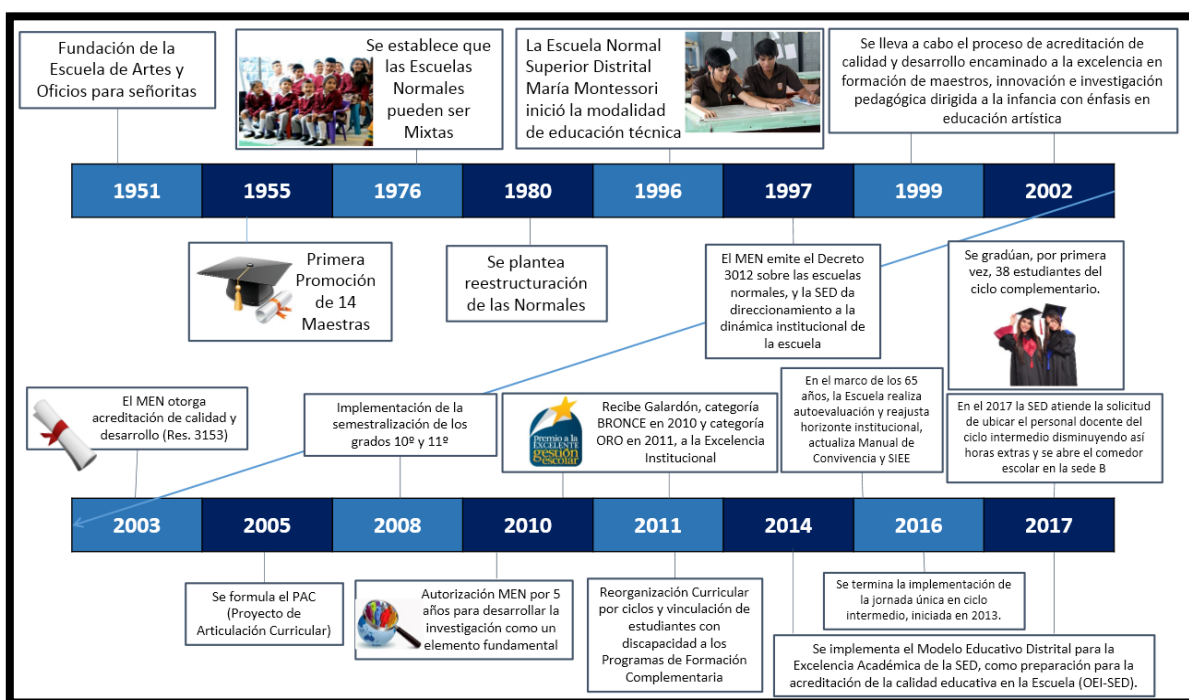 Fundación de la
Escuela de Artes y
Oficios para señoritas
Se establece que
las Escuelas
Normales
pueden ser
Mixtas
La Escuela Normal
Superior Distrital
María Montessori
inició la modalidad
de educación técnica
Se lleva a cabo el proceso de acreditación de
calidad y desarrollo encaminado a la excelencia en
formación de maestros, innovación e investigación
pedagógica dirigida a la infancia con énfasis en
educación artística
1951 1955 1976 1980 1996 1997 1999 2002
Primera
Promoción
de 14
Maestras
Se plantea
reestructuración
de las Normales
El MEN emite el Decreto
3012 sobre las escuelas
normales, y la SED da
direccionamiento a la
dinámica institucional de
la escuela
Se gradúan, por primera
vez, 38 estudiantes del
ciclo complementario.
El MEN otorga
acreditación de calidad y
desarrollo (Res. 3153)
Implementación de la
semestralización de los
grados 10º y 11º
premio a la
EXCELENTE
gestión
escolar
Recibe Galardón, categoría
BRONCE en 2010 y categoría
ORO en 2011, a la Excelencia
Institucional
En el marco de los 65
años, la Escuela realiza
autoevaluación y reajusta
horizonte institucional,
actualiza Manual de
Convivencia y SIEE
En el 2017 la SED atiende la solicitud
de ubicar el personal docente del
ciclo intermedio disminuyendo así
horas extras y se abre el comedor
escolar en la sede B
2003 2005 2008 2010 2011 2014 2016 2017
Se formula el PAC
(Proyecto de
Articulación Curricular)
Autorización MEN por 5
años para desarrollar la
investigación como un
elemento fundamental
Reorganización Curricular
por ciclos y vinculación de
estudiantes con
discapacidad a los
Programas de Formación
Complementaria
Se termina la implementación de
la jornada única en ciclo
intermedio, iniciada en 2013.
Se implementa el Modelo Educativo Distrital para la
Excelencia Académica de la SED, como preparación para la
acreditación de la calidad educativa en la Escuela (OEI-SED).